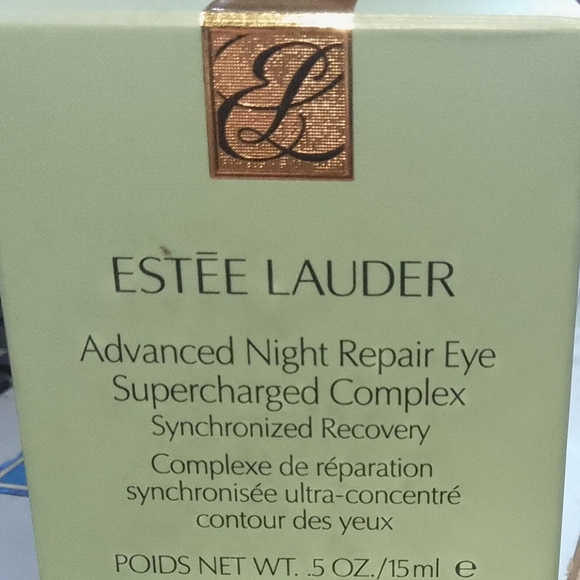 EL
ESTĒE LAUDER
Advanced Night Repair Eye
Supercharged Complex
Synchronized Recovery
Complexe de réparation
synchronisée ultra-concentré
contour des yeux
POIDS NET WT. .5 OZ./15ml e